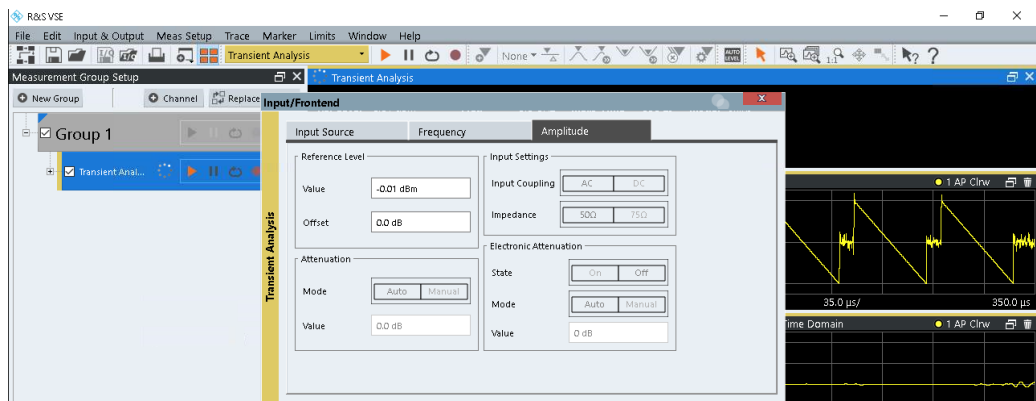 R&S VSE
File Edit Input & Output Meas Setup Trace Marker Limits Window Help
I/Q I/Q Transient Analysis None 1:1 AUTO LEVEL
Measurement Group Setup
Transient Analysis
New Group Channel Replace
Input/Frontend
Group 1
Transient Anal...
Transient Analysis
Input Source Frequency Amplitude
Reference Level
Value -0.01 dBm
Offset 0.0 dB
Attenuation
Mode Auto Manual
Value 0.0 dB
Input Settings
Input Coupling AC DC
Impedance 50Ω 75Ω
Electronic Attenuation
State On Off
Mode Auto Manual
Value 0 dB
1 AP Clrw
35.0 µs/ 350.0 µs
Time Domain 1 AP Clrw